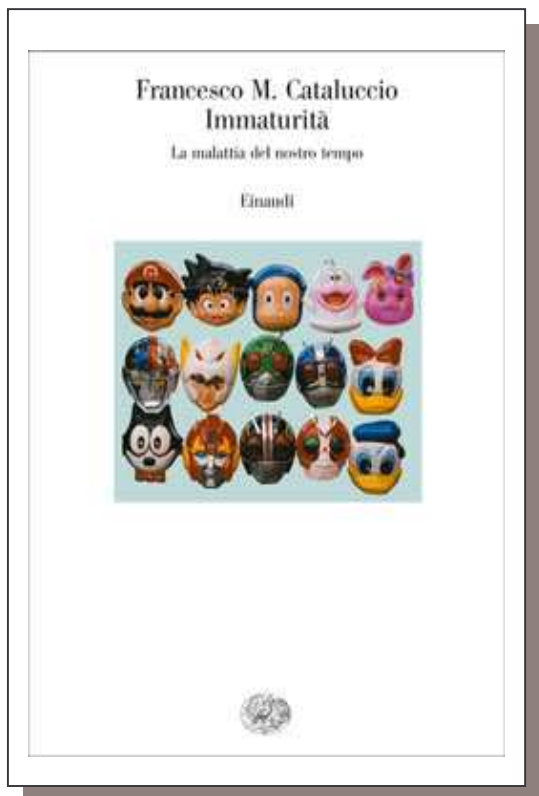 Francesco M. Cataluccio
Immaturità
La malattia del nostro tempo
Einaudi